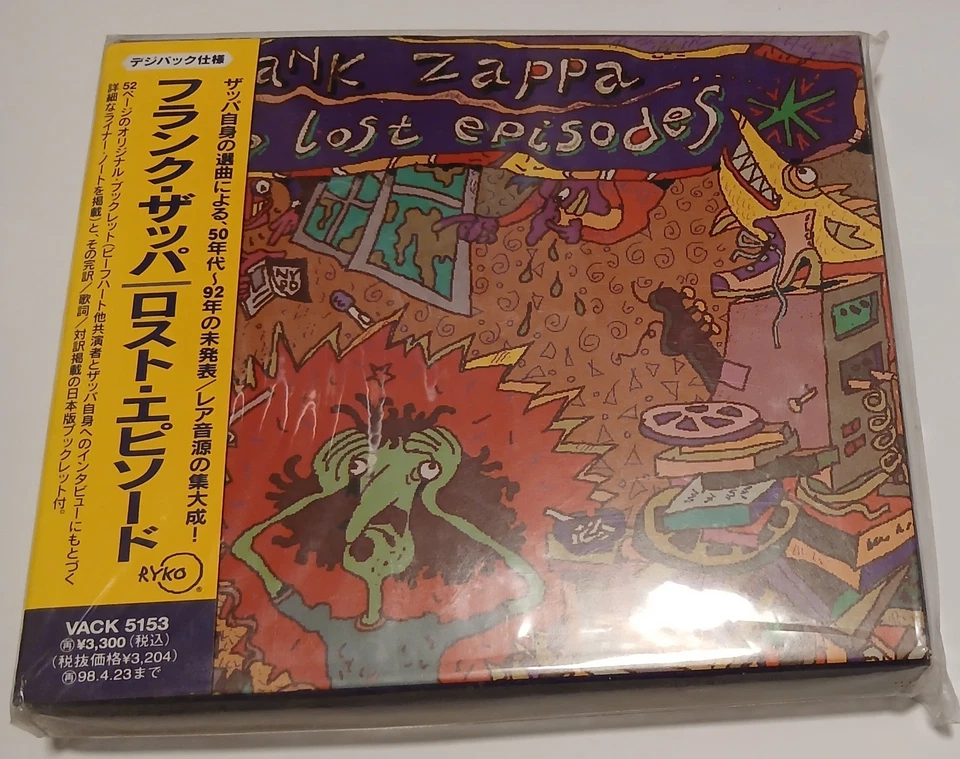 デジパック仕様
ザッパ自身の選曲による、50年代~92年の未発表/レア音源の集大成!
フランク・ザッパ|ロスト・エピソード
52ページのオリジナル・ブックレット(ビーフハート他共演者とザッパ自身へのインタビューにもとづく
詳細なライナー・ノートを掲載)と、その完訳/歌詞/対訳掲載の日本版ブックレット付。
RYKO
®
VACK 5153
再¥3,300(税込)
(税抜価格¥3,204)
再98.4.23まで
ank Zappa
lost episodes